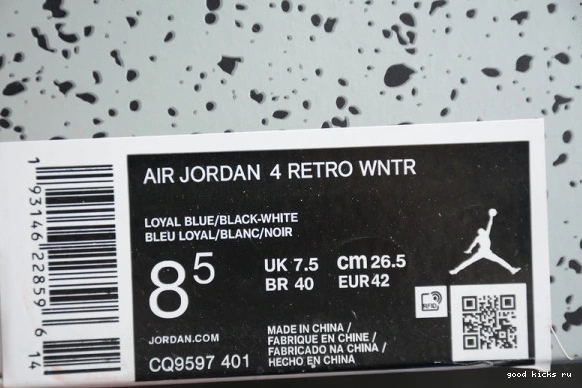 AIR JORDAN 4 RETRO WNTR
LOYAL BLUE/BLACK-WHITE
BLEU LOYAL/BLANC/NOIR
8 5
UK 7.5 cm 26.5
BR 40 EUR 42
RFID
JORDAN.COM
CQ9597 401
MADE IN CHINA /
FABRIQUE EN CHINE /
FABRICADO NA CHINA /
HECHO EN CHINA
1 93146 22859 6 14
good kicks ru